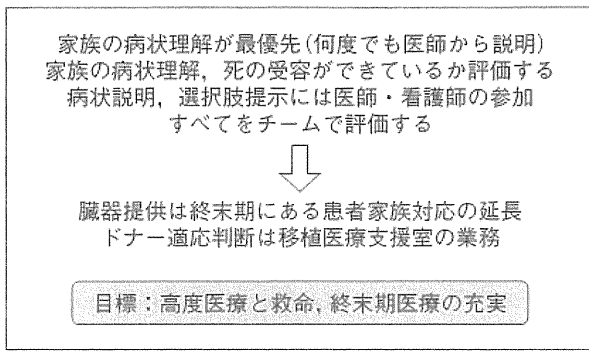 家族の病状理解が最優先(何度でも医師から説明)
家族の病状理解，死の受容ができているか評価する
病状説明，選択肢提示には医師・看護師の参加
すべてをチームで評価する
臓器提供は終末期にある患者家族対応の延長
ドナー適応判断は移植医療支援室の業務
目標：高度医療と救命，終末期医療の充実